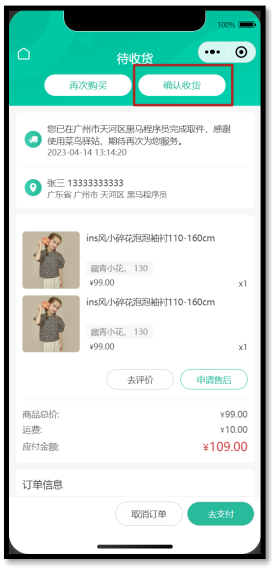 100%
待收货
再次购买
确认收货
您已在广州市天河区黑马程序员完成取件，感谢
使用菜鸟驿站，期待再次为您服务。
2023-04-14 13:14:20
张三 13333333333
广东省 广州市 天河区 黑马程序员
ins风小碎花泡泡袖衬110-160cm
藏青小花， 130
¥99.00
x1
ins风小碎花泡泡袖衬110-160cm
藏青小花， 130
¥99.00
x1
去评价
申请售后
商品总价:
¥99.00
运费:
¥10.00
应付金额:
¥109.00
订单信息
取消订单
去支付